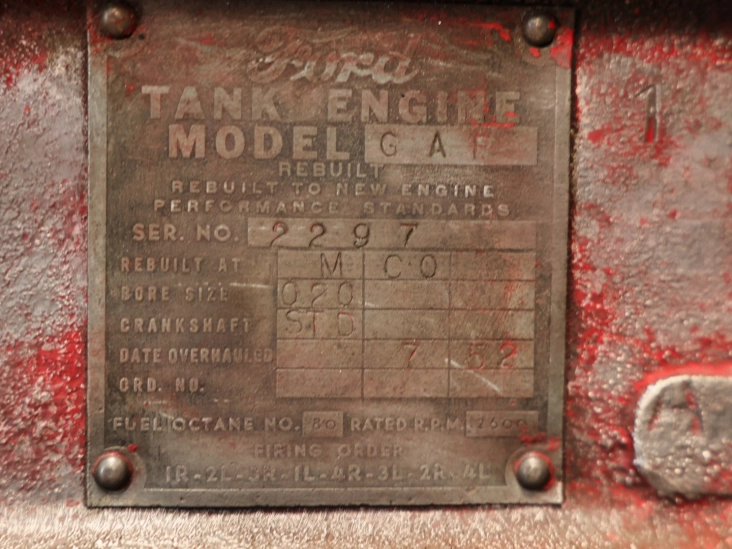 Ford
TANK ENGINE
MODEL GAF
REBUILT
REBUILT TO NEW ENGINE
PERFORMANCE STANDARDS
SER. NO. 2297
REBUILT AT M CO
BORE SIZE 020
CRANKSHAFT STD
DATE OVERHAULED 7 52
ORD. NO.
FUEL OCTANE NO. 80 RATED R.P.M. 2600
FIRING ORDER
1R-2L-3R-1L-4R-3L-2R-4L
1
A